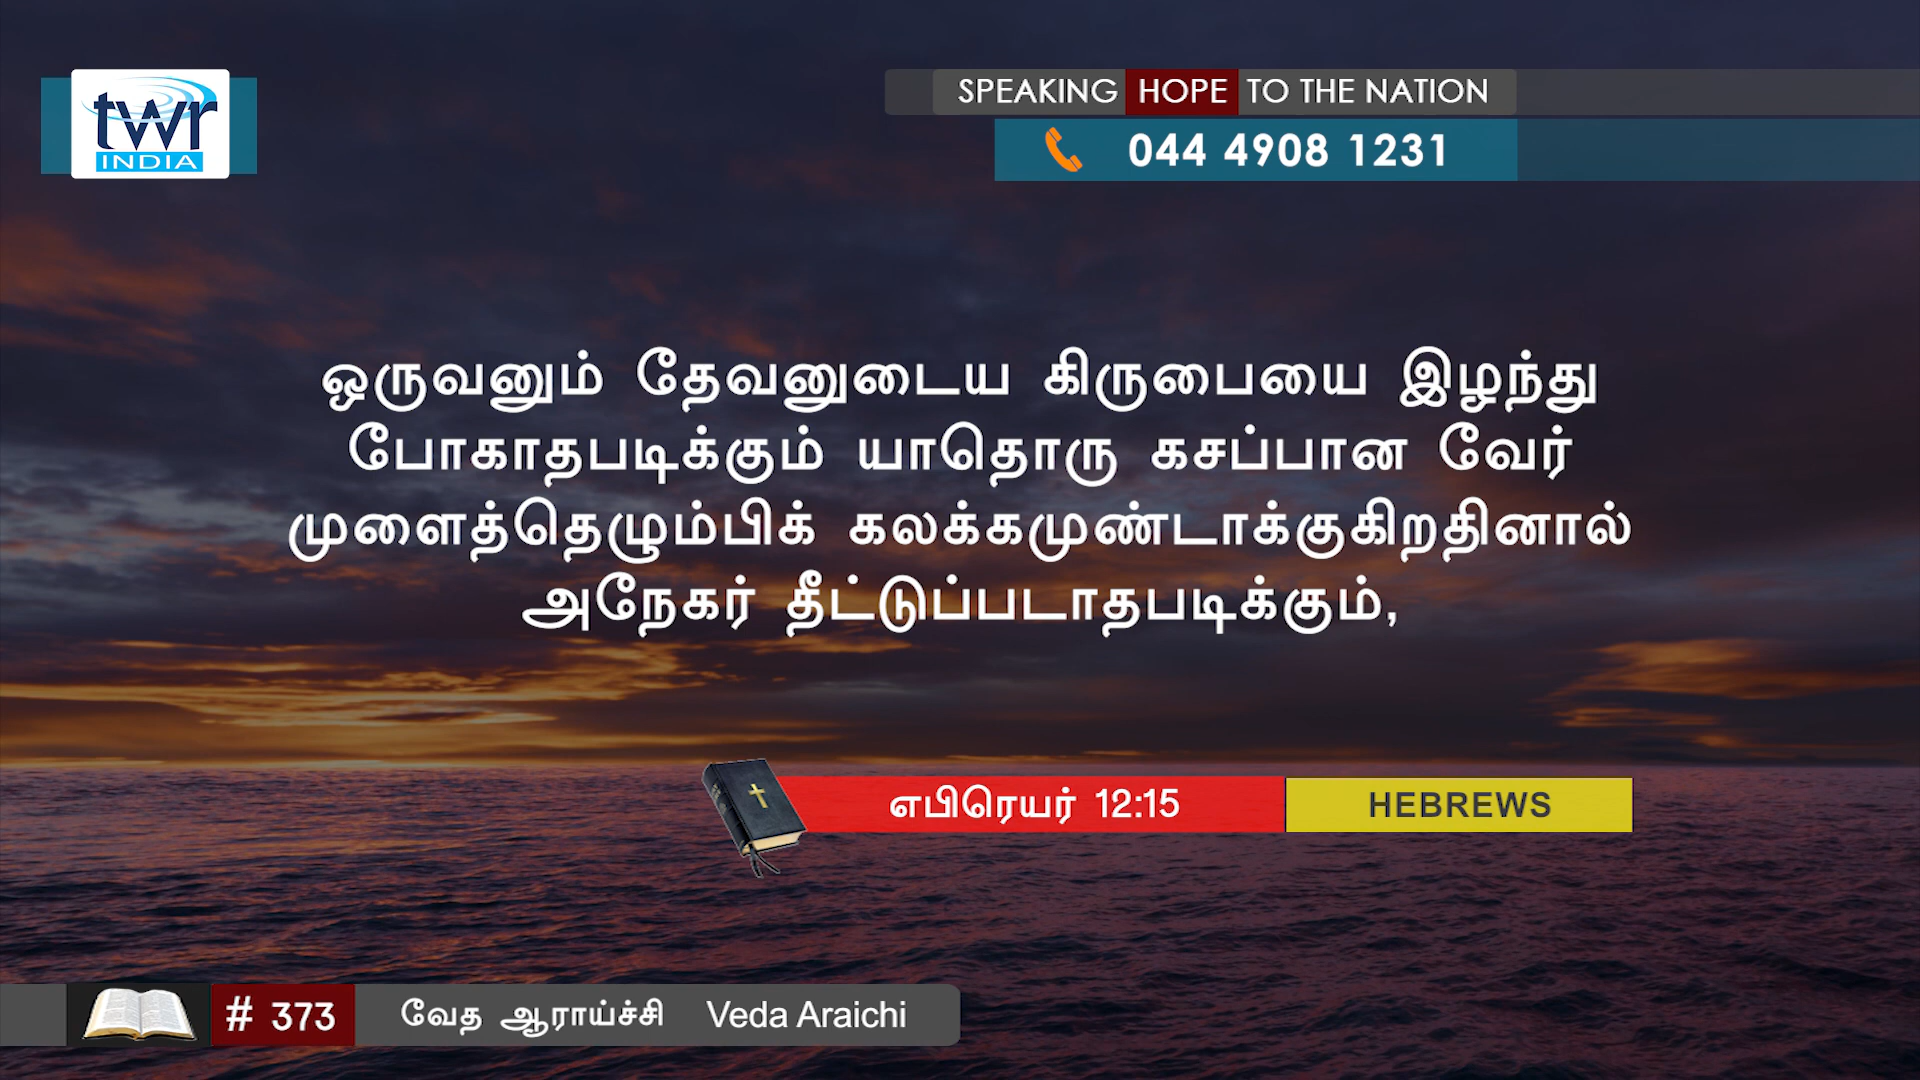 twr
INDIA
SPEAKING HOPE TO THE NATION
044 4908 1231
ஒருவனும் தேவனுடைய கிருபையை இழந்து
போகாதபடிக்கும் யாதொரு கசப்பான வேர்
முளைத்தெழும்பிக் கலக்கமுண்டாக்குகிறதினால்
அநேகர் தீட்டுப்படாதபடிக்கும்,
எபிரெயர் 12:15 HEBREWS
# 373 வேத ஆராய்ச்சி Veda Araichi